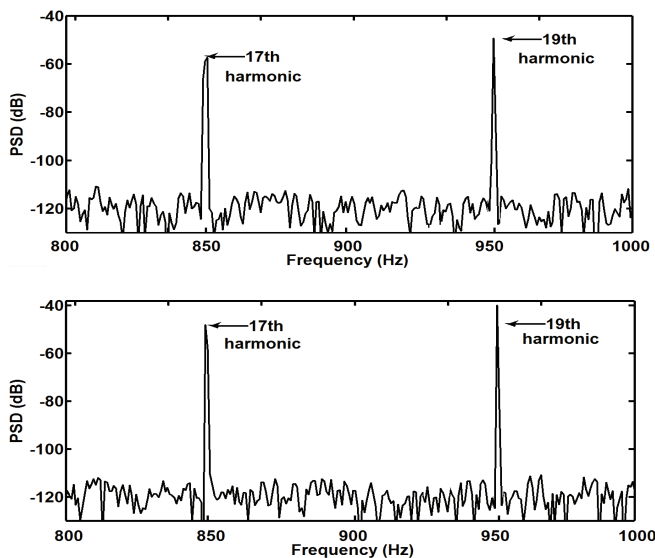 -40
-60
-80
-100
-120
PSD (dB)
17th
harmonic
19th
harmonic
800
850
900
950
1000
Frequency (Hz)
-40
-60
-80
-100
-120
PSD (dB)
17th
harmonic
19th
harmonic
800
850
900
950
1000
Frequency (Hz)